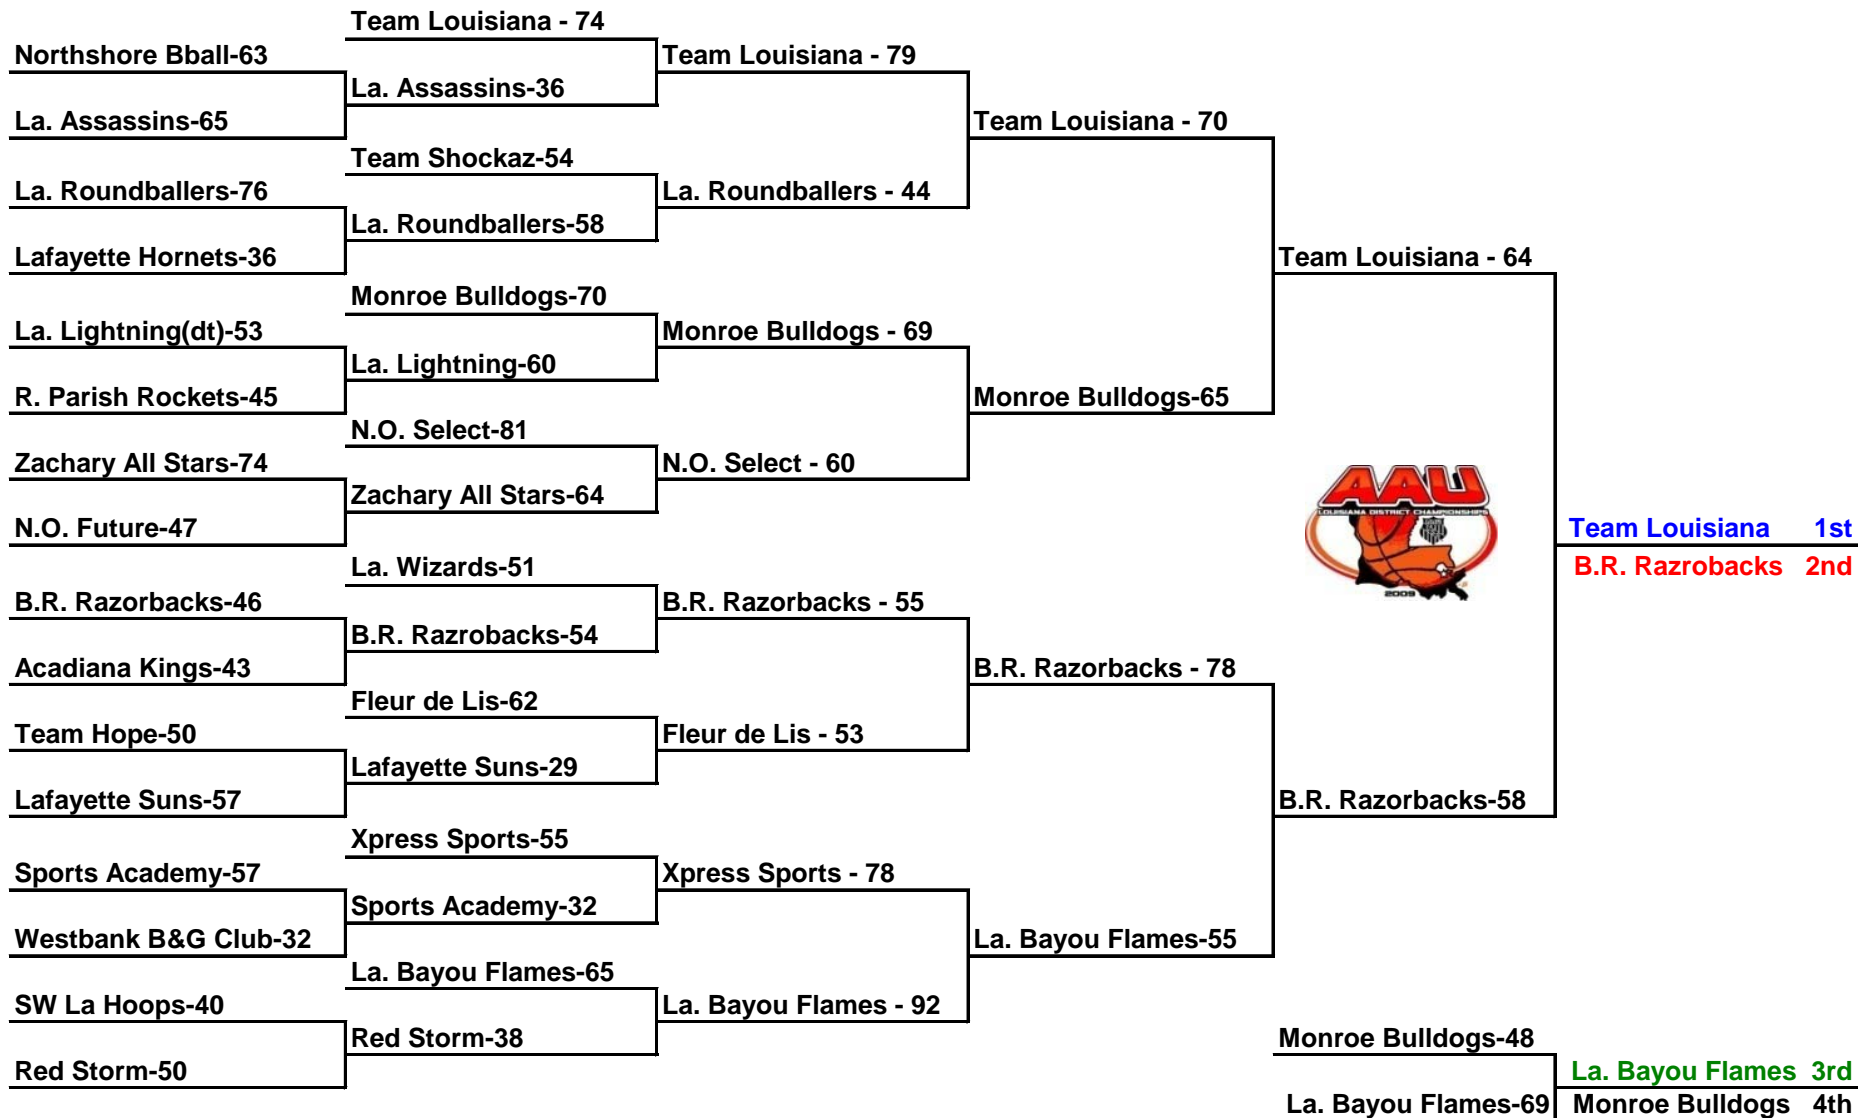 Team Louisiana - 74
Northshore Bball-63
Team Louisiana - 79
La. Assassins-36
La. Assassins-65
Team Louisiana - 70
Team Shockaz-54
La. Roundballers-76
La. Roundballers - 44
La. Roundballers-58
Lafayette Hornets-36
Team Louisiana - 64
Monroe Bulldogs-70
La. Lightning(dt)-53
Monroe Bulldogs - 69
La. Lightning-60
R. Parish Rockets-45
Monroe Bulldogs-65
N.O. Select-81
Zachary All Stars-74
N.O. Select - 60
Zachary All Stars-64
AAU
LOUISIANA DISTRICT CHAMPIONSHIPS
2009
N.O. Future-47
Team Louisiana 1st
B.R. Razrobacks 2nd
La. Wizards-51
B.R. Razorbacks-46
B.R. Razorbacks - 55
B.R. Razrobacks-54
Acadiana Kings-43
B.R. Razorbacks - 78
Fleur de Lis-62
Team Hope-50
Fleur de Lis - 53
Lafayette Suns-29
Lafayette Suns-57
B.R. Razorbacks-58
Xpress Sports-55
Sports Academy-57
Xpress Sports - 78
Sports Academy-32
Westbank B&G Club-32
La. Bayou Flames-55
La. Bayou Flames-65
SW La Hoops-40
La. Bayou Flames - 92
Red Storm-38
Monroe Bulldogs-48
Red Storm-50
La. Bayou Flames 3rd
La. Bayou Flames-69
Monroe Bulldogs 4th